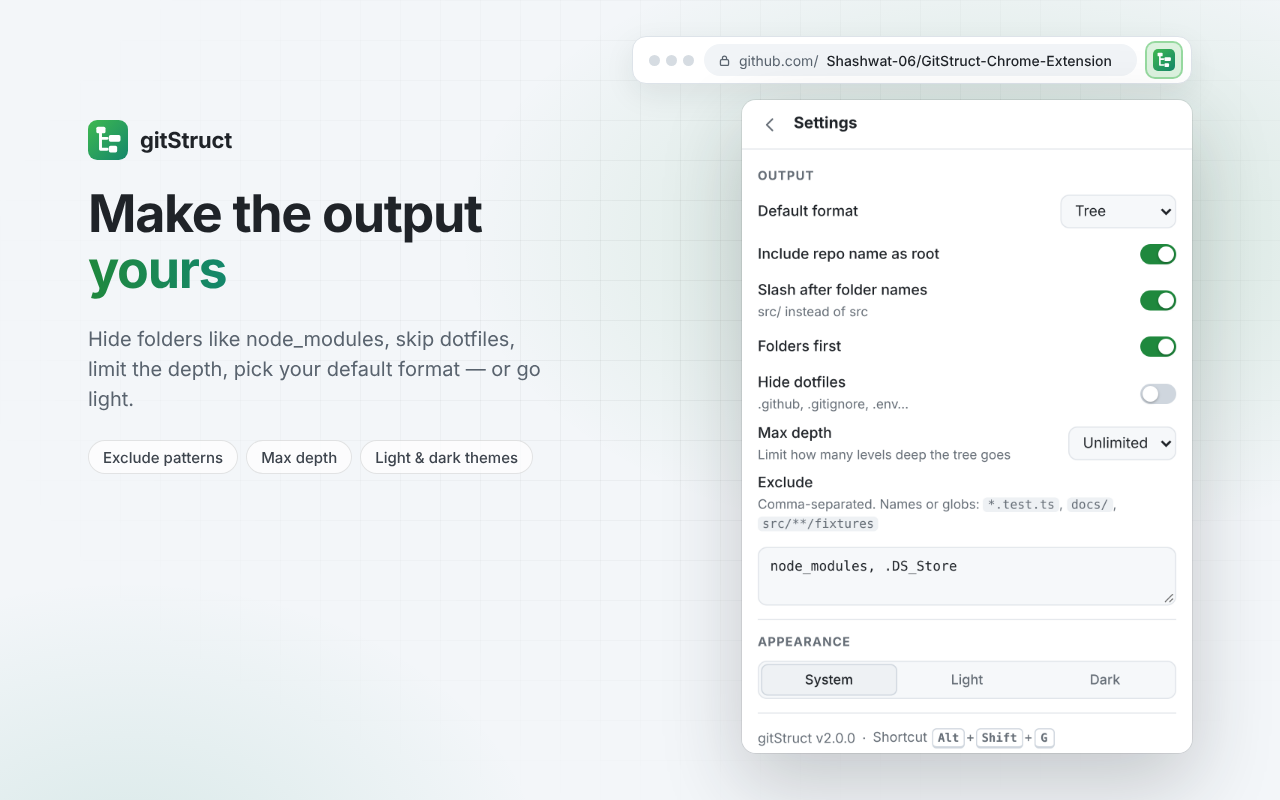 github.com/ Shashwat-06/GitStruct-Chrome-Extension
gitStruct
Make the output
yours
Hide folders like node_modules, skip dotfiles,
limit the depth, pick your default format — or go
light.
Exclude patterns
Max depth
Light & dark themes
Settings
OUTPUT
Default format
Tree
Include repo name as root
Slash after folder names
src/ instead of src
Folders first
Hide dotfiles
.github, .gitignore, .env...
Max depth
Unlimited
Limit how many levels deep the tree goes
Exclude
Comma-separated. Names or globs: *.test.ts, docs/,
src/**/fixtures
node_modules, .DS_Store
APPEARANCE
System
Light
Dark
gitStruct v2.0.0 · Shortcut Alt + Shift + G